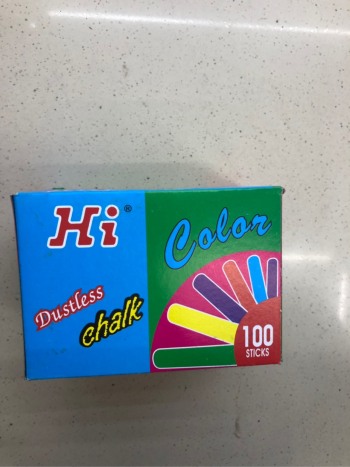 Hi®
Color
Dustless
chalk
100
STICKS